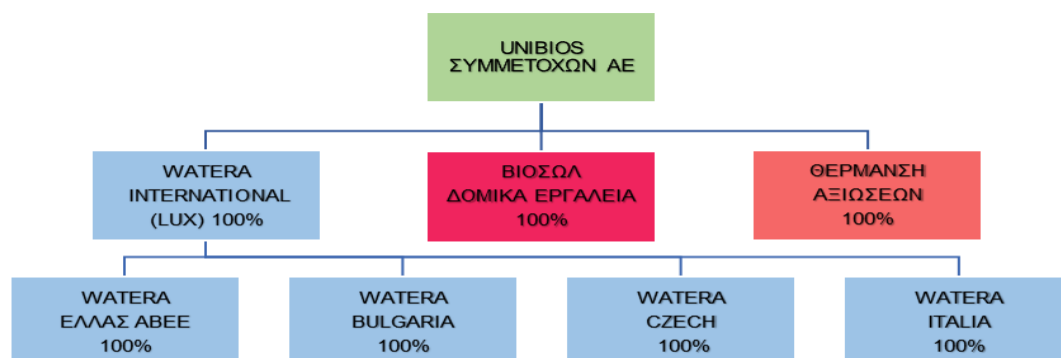 UNIBIOS
ΣΥΜΜΕΤΟΧΩΝ ΑΕ
WATERA
INTERNATIONAL
(LUX) 100%
ΒΙΟΣΩΛ
ΔΟΜΙΚΑ ΕΡΓΑΛΕΙΑ
100%
ΘΕΡΜΑΝΣΗ
ΑΞΙΩΣΕΩΝ
100%
WATERA
ΕΛΛΑΣ ΑΒΕΕ
100%
WATERA
BULGARIA
100%
WATERA
CZECH
100%
WATERA
ITALIA
100%